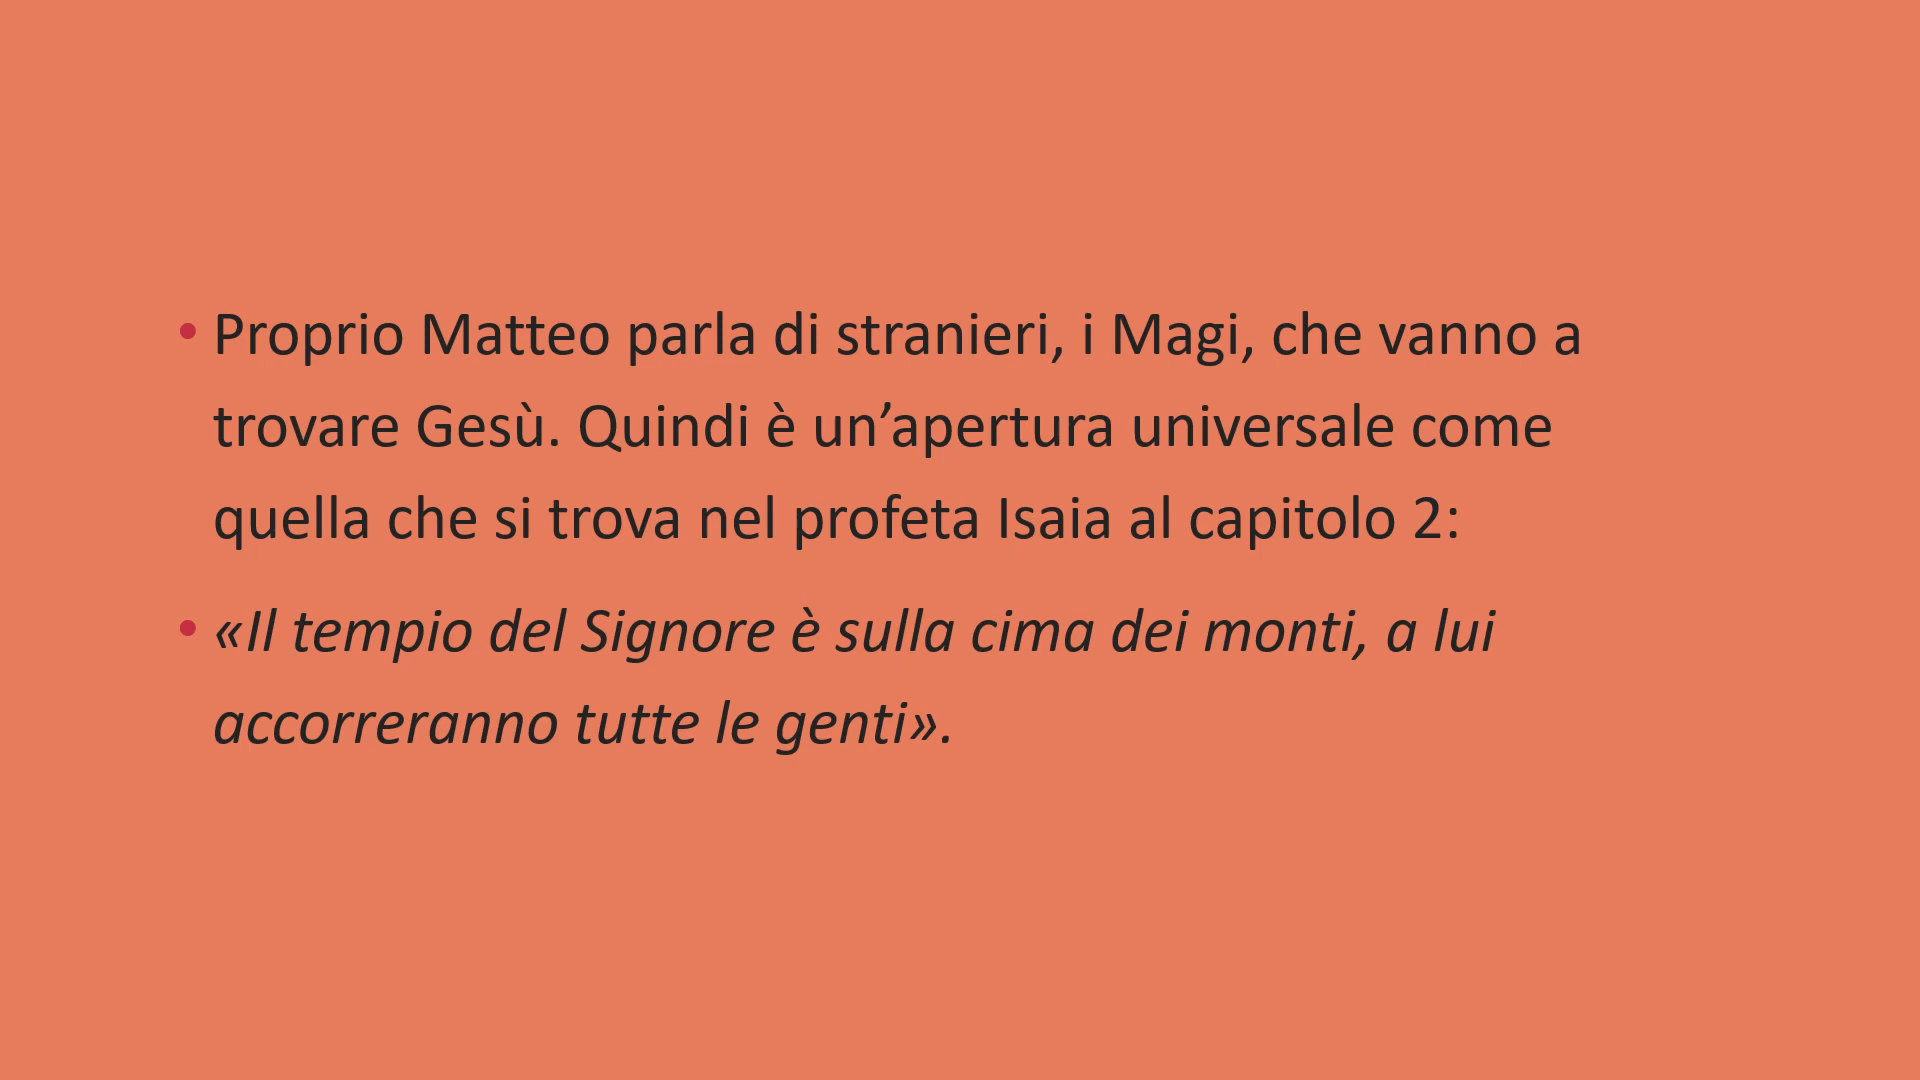 • Proprio Matteo parla di stranieri, i Magi, che vanno a
trovare Gesù. Quindi è un’apertura universale come
quella che si trova nel profeta Isaia al capitolo 2:
• «Il tempio del Signore è sulla cima dei monti, a lui
accorreranno tutte le genti».